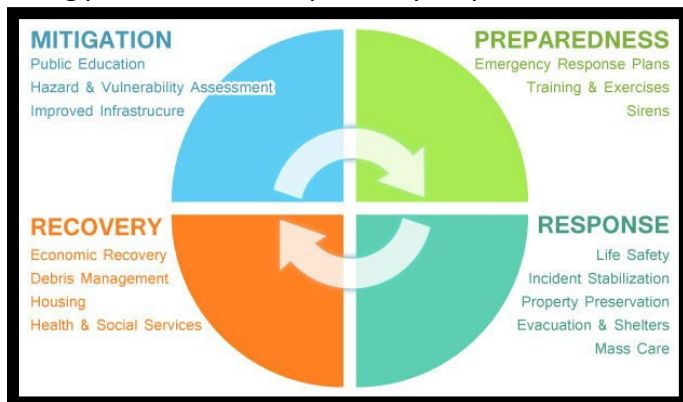 MITIGATION
Public Education
Hazard & Vulnerability Assessment
Improved Infrastrucure
PREPAREDNESS
Emergency Response Plans
Training & Exercises
Sirens
RECOVERY
Economic Recovery
Debris Management
Housing
Health & Social Services
RESPONSE
Life Safety
Incident Stabilization
Property Preservation
Evacuation & Shelters
Mass Care